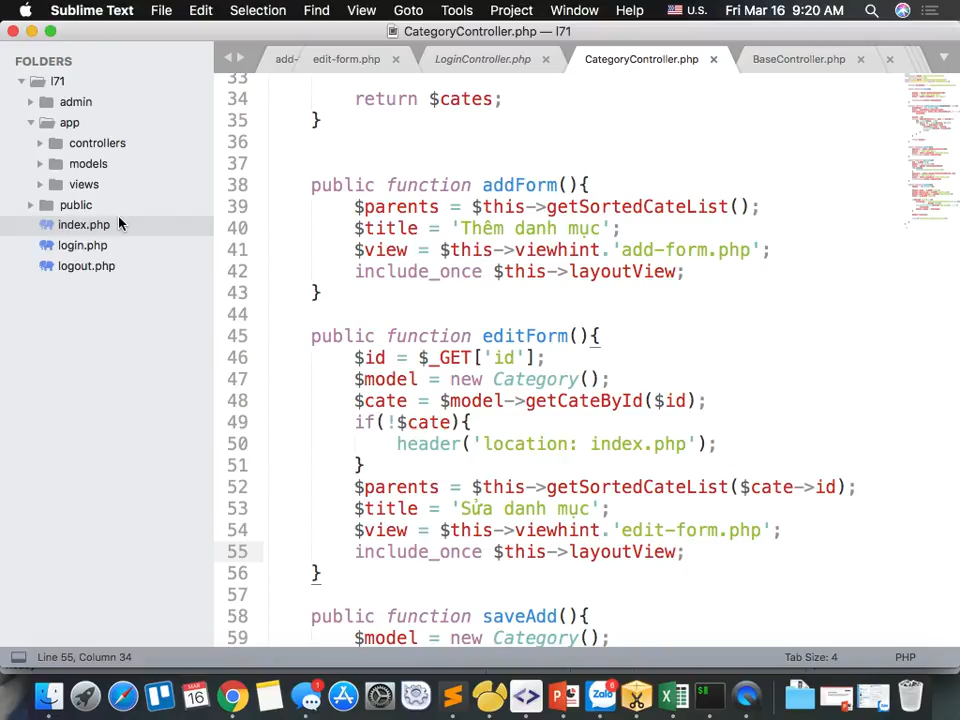 Sublime Text File Edit Selection Find View Goto Tools Project Window Help U.S. Fri Mar 16 9:20 AM
CategoryController.php — l71
FOLDERS
l71
admin
app
controllers
models
views
public
index.php
login.php
logout.php
add- edit-form.php LoginController.php CategoryController.php BaseController.php
33
34 return $cates;
35 }
36
37
38 public function addForm(){
39 $parents = $this->getSortedCateList();
40 $title = 'Thêm danh mục';
41 $view = $this->viewhint.'add-form.php';
42 include_once $this->layoutView;
43 }
44
45 public function editForm(){
46 $id = $_GET['id'];
47 $model = new Category();
48 $cate = $model->getCateById($id);
49 if(!$cate){
50 header('location: index.php');
51 }
52 $parents = $this->getSortedCateList($cate->id);
53 $title = 'Sửa danh mục';
54 $view = $this->viewhint.'edit-form.php';
55 include_once $this->layoutView;
56 }
57
58 public function saveAdd(){
59 $model = new Category();
Line 55, Column 34 Tab Size: 4 PHP
MAR
16
1
Zalo
6